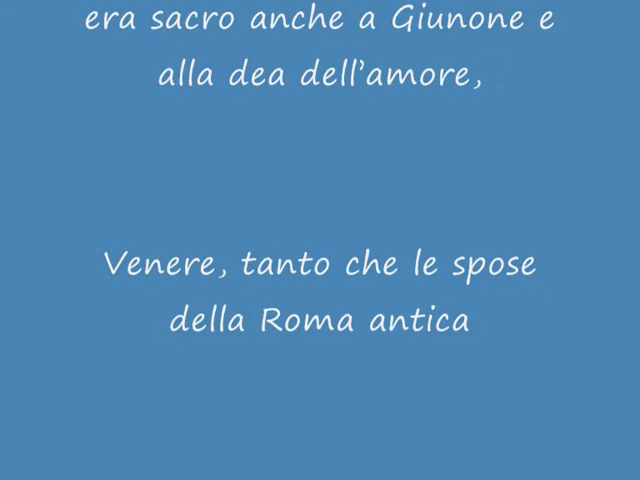 era sacro anche a Giunone e
alla dea dell’amore,
Venere, tanto che le spose
della Roma antica